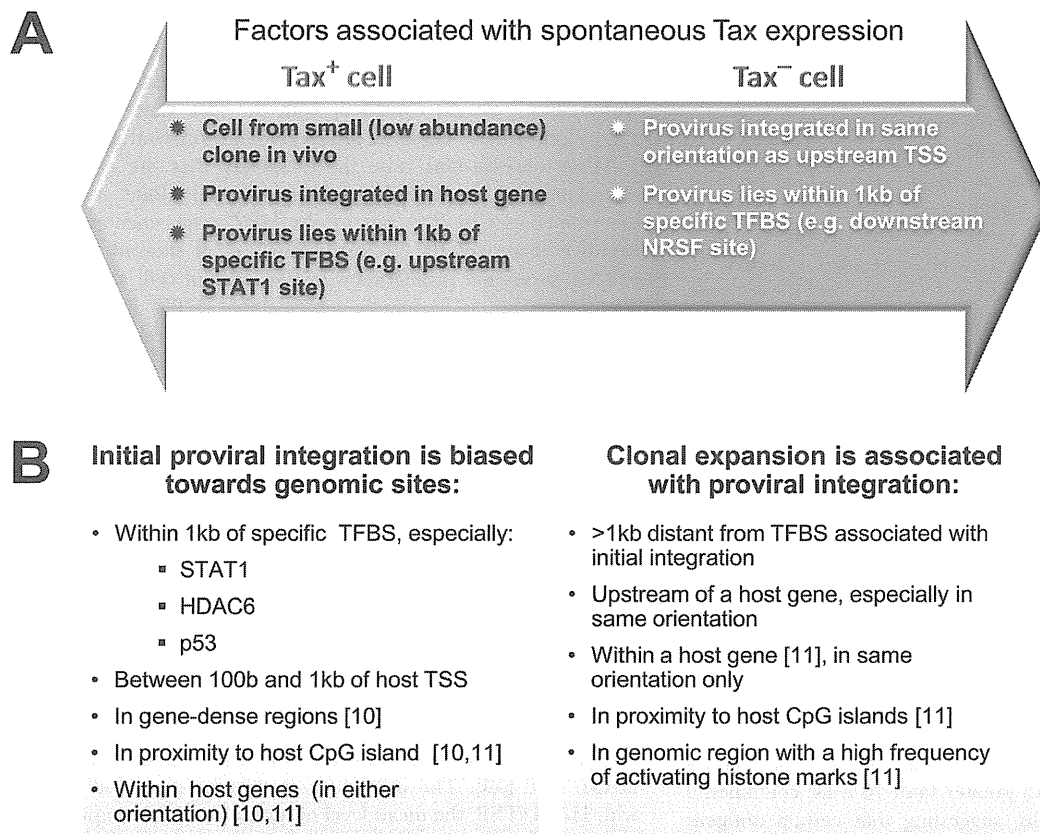 A
Factors associated with spontaneous Tax expression
Tax+ cell
Tax− cell
✹ Cell from small (low abundance)
clone in vivo
✹ Provirus integrated in host gene
✹ Provirus lies within 1kb of
specific TFBS (e.g. upstream
STAT1 site)
✹ Provirus integrated in same
orientation as upstream TSS
✹ Provirus lies within 1kb of
specific TFBS (e.g. downstream
NRSF site)
B
Initial proviral integration is biased
towards genomic sites:
• Within 1kb of specific TFBS, especially:
▪ STAT1
▪ HDAC6
▪ p53
• Between 100b and 1kb of host TSS
• In gene-dense regions [10]
• In proximity to host CpG island [10,11]
• Within host genes (in either
orientation) [10,11]
Clonal expansion is associated
with proviral integration:
• >1kb distant from TFBS associated with
initial integration
• Upstream of a host gene, especially in
same orientation
• Within a host gene [11], in same
orientation only
• In proximity to host CpG islands [11]
• In genomic region with a high frequency
of activating histone marks [11]